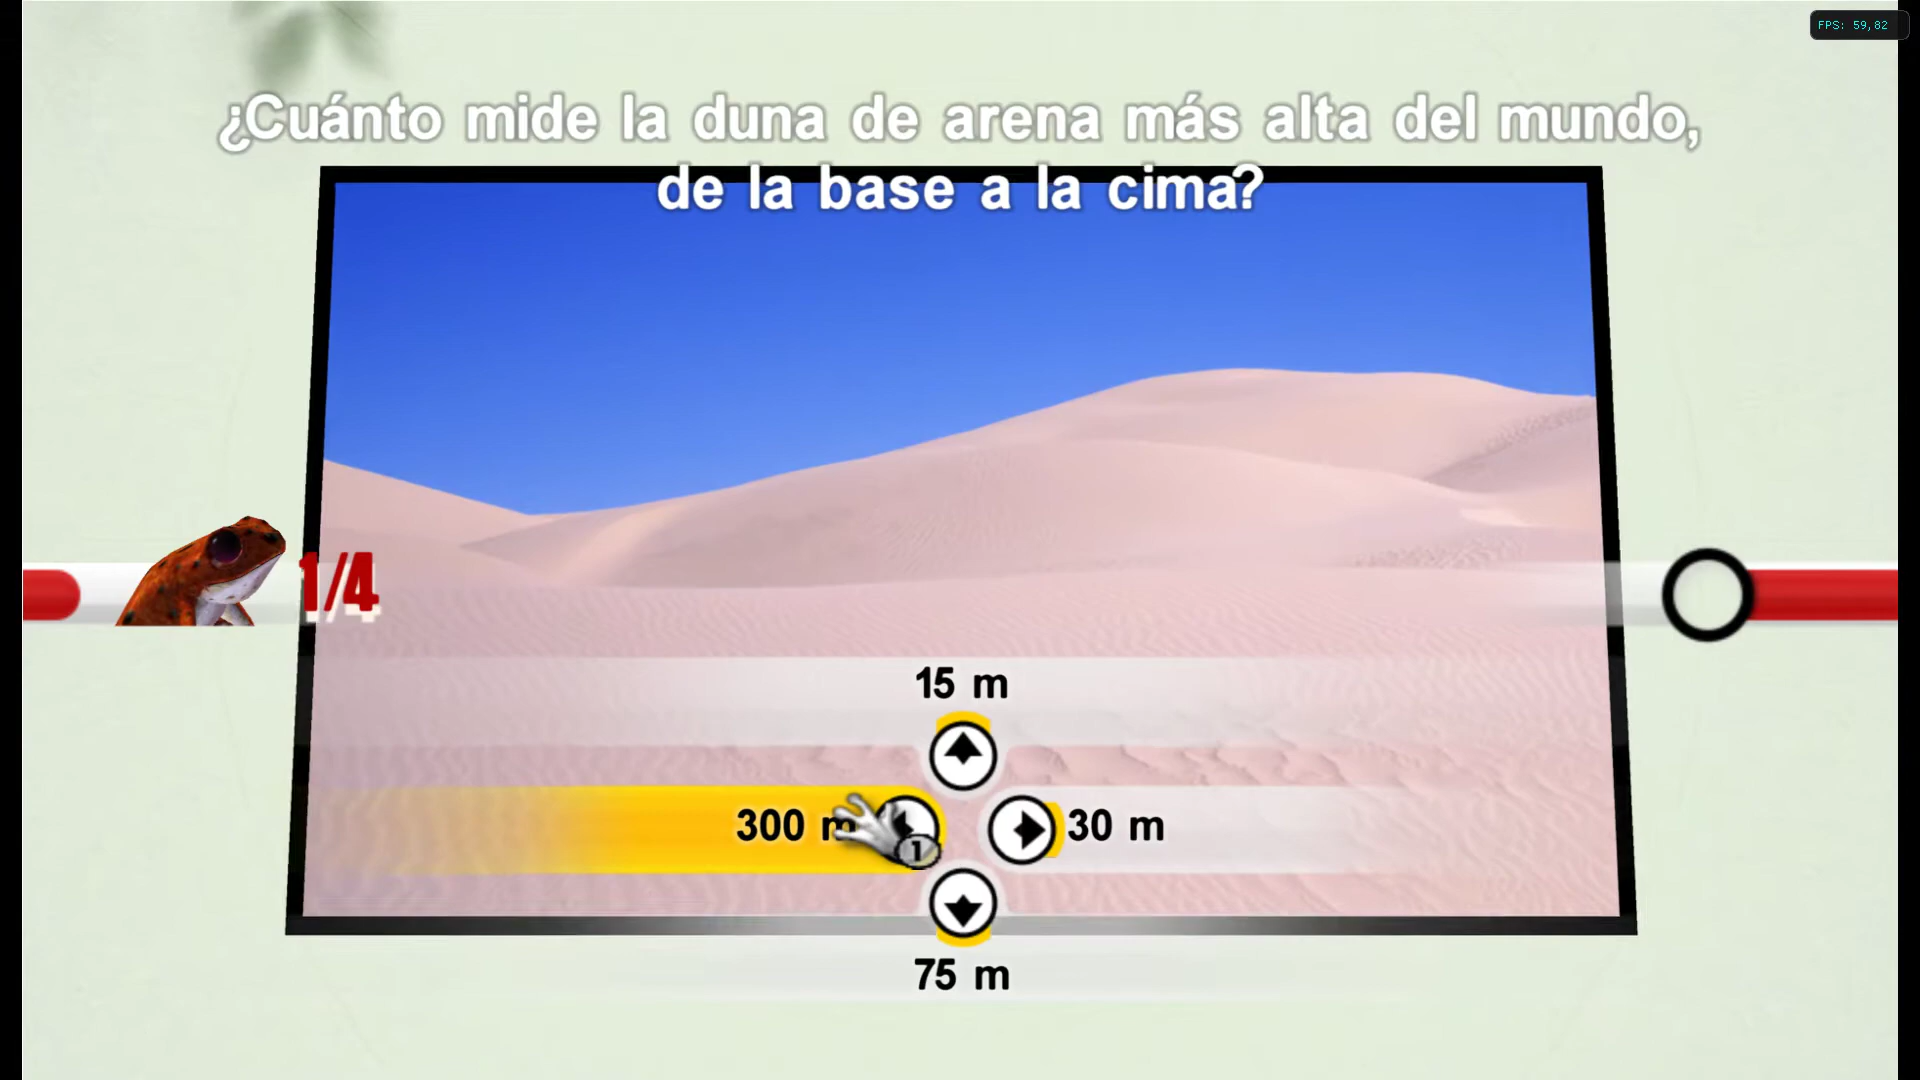 FPS: 59,82
¿Cuánto mide la duna de arena más alta del mundo,
de la base a la cima?
1/4
15 m
300 m
1
30 m
75 m